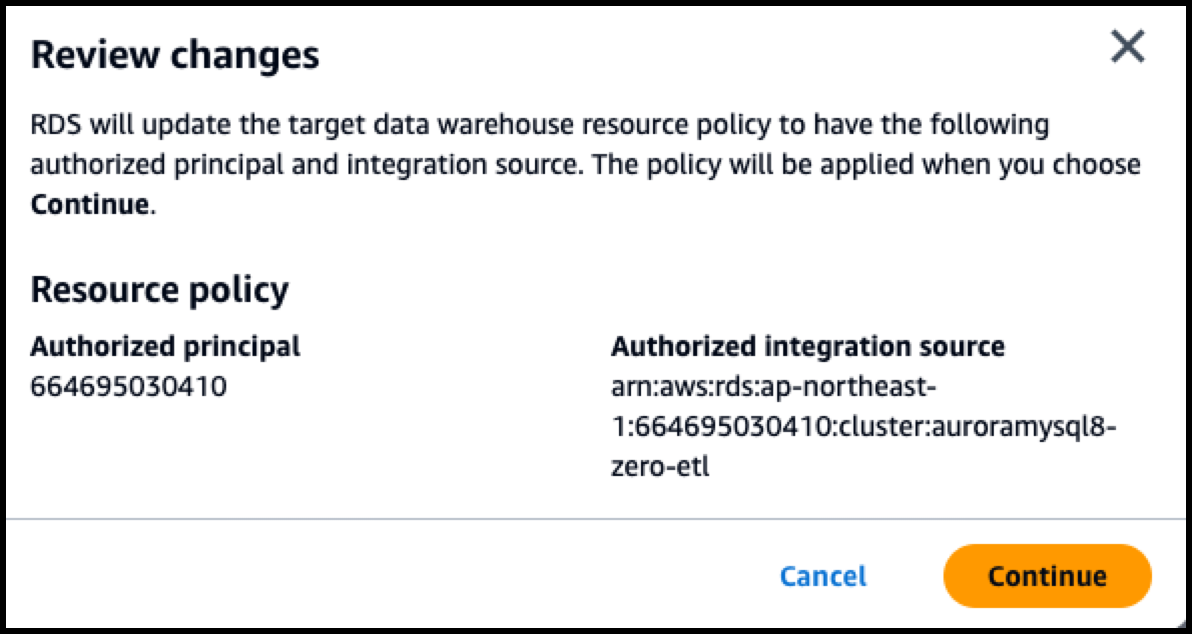 Review changes
RDS will update the target data warehouse resource policy to have the following
authorized principal and integration source. The policy will be applied when you choose
Continue.
Resource policy
Authorized principal
664695030410
Authorized integration source
arn:aws:rds:ap-northeast-
1:664695030410:cluster:auroramysql8-
zero-etl
Cancel
Continue